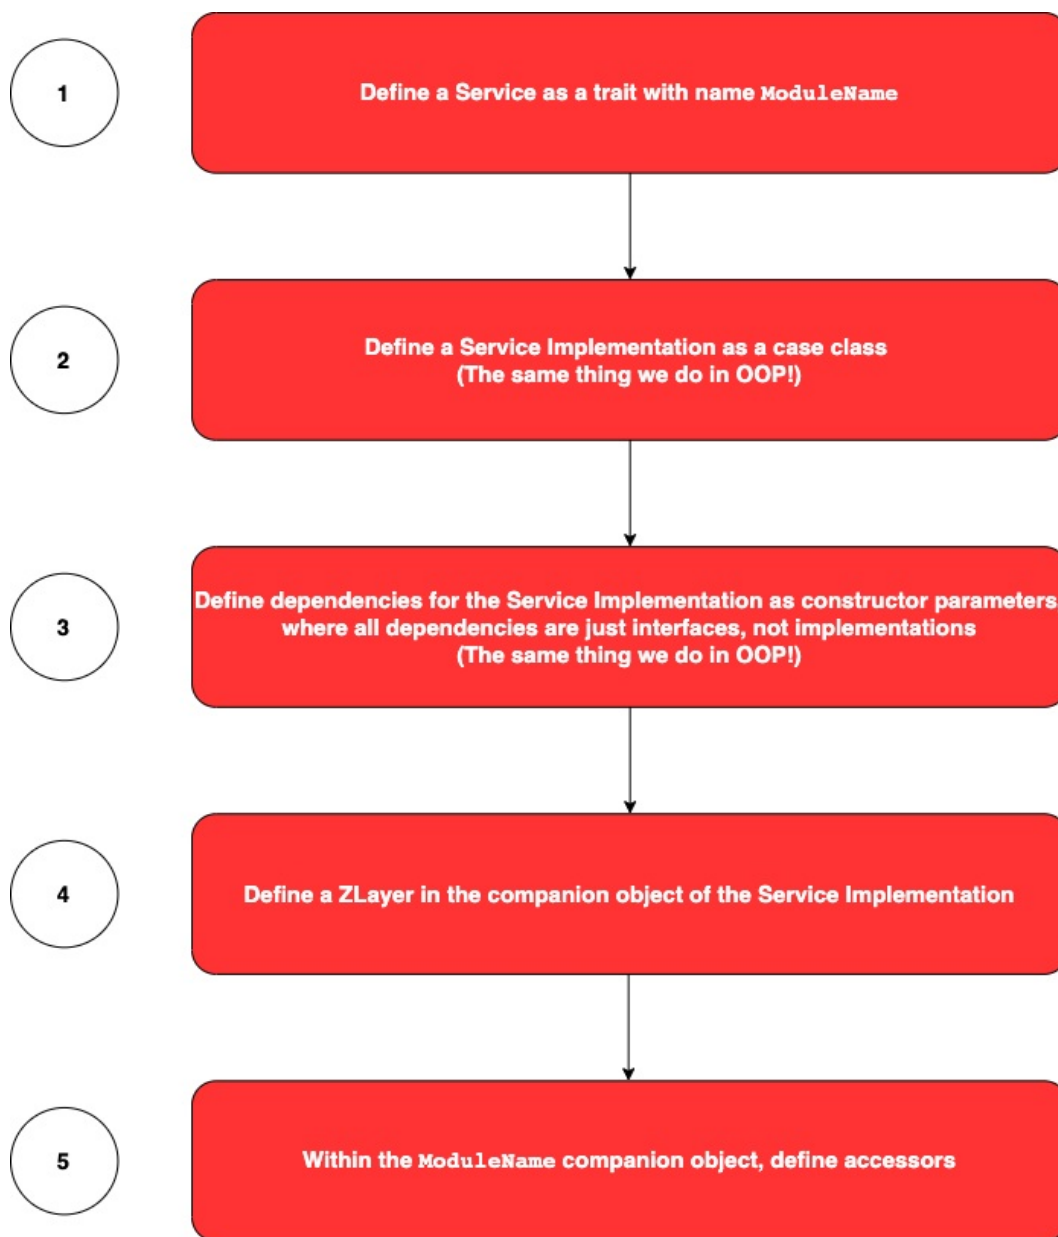 1
Define a Service as a trait with name ModuleName
2
Define a Service Implementation as a case class
(The same thing we do in OOP!)
3
Define dependencies for the Service Implementation as constructor parameters
where all dependencies are just interfaces, not implementations
(The same thing we do in OOP!)
4
Define a ZLayer in the companion object of the Service Implementation
5
Within the ModuleName companion object, define accessors